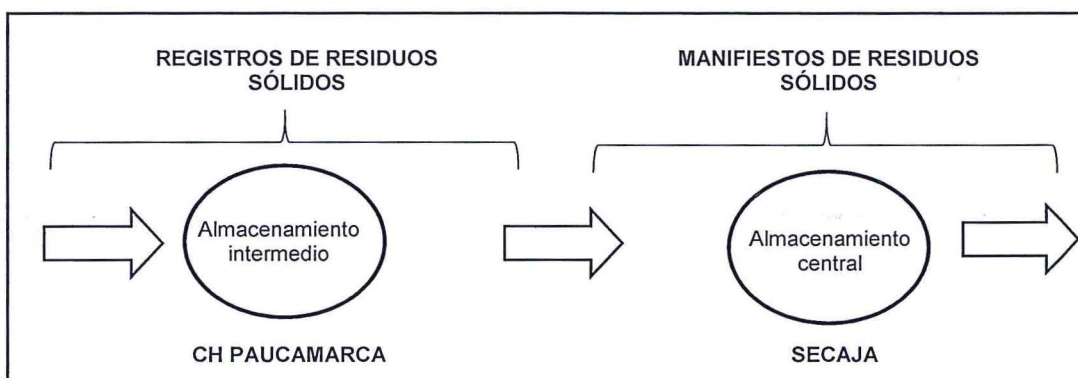 REGISTROS DE RESIDUOS
SÓLIDOS
MANIFIESTOS DE RESIDUOS
SÓLIDOS
Almacenamiento
intermedio
Almacenamiento
central
CH PAUCAMARCA
SECAJA